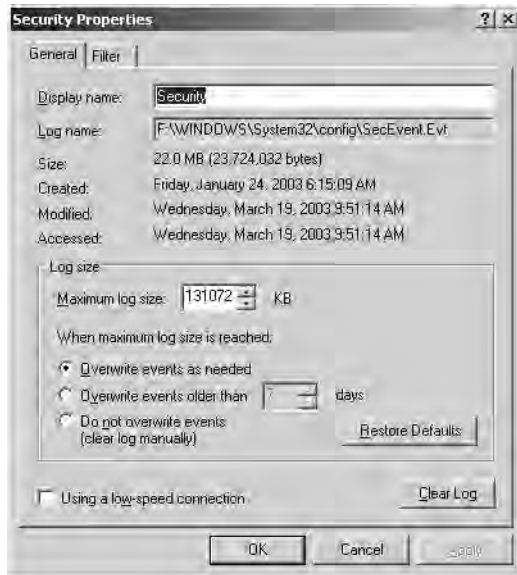 Security Properties
? ×
General Filter
Display name: Security
Log name: F:\WINDOWS\System32\config\SecEvent.Evt
Size: 22.0 MB (23,724,032 bytes)
Created: Friday, January 24, 2003 6:15:09 AM
Modified: Wednesday, March 19, 2003 9:51:14 AM
Accessed: Wednesday, March 19, 2003 9:51:14 AM
Log size
Maximum log size: 131072 KB
When maximum log size is reached:
Overwrite events as needed
Overwrite events older than 7 days
Do not overwrite events
(clear log manually)
Restore Defaults
Using a low-speed connection
Clear Log
OK Cancel Apply